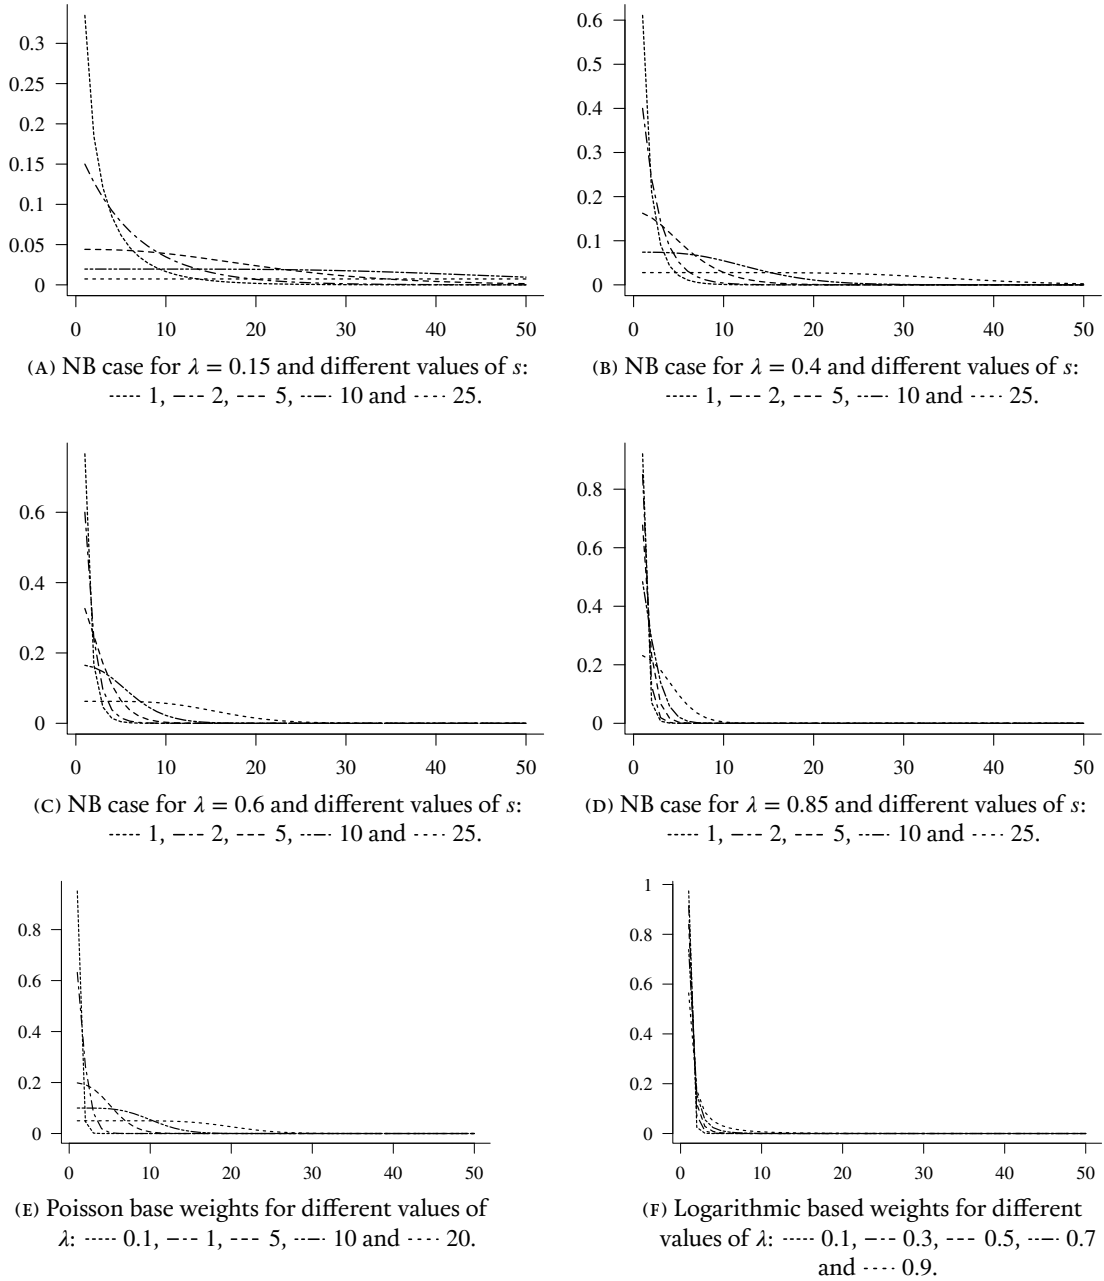 0.3
0.25
0.2
0.15
0.1
0.05
0
0 10 20 30 40 50
(A) NB case for λ = 0.15 and different values of s:
1, 2, 5, 10 and 25.
0.6
0.5
0.4
0.3
0.2
0.1
0
0 10 20 30 40 50
(B) NB case for λ = 0.4 and different values of s:
1, 2, 5, 10 and 25.
0.6
0.4
0.2
0
0 10 20 30 40 50
(C) NB case for λ = 0.6 and different values of s:
1, 2, 5, 10 and 25.
0.8
0.6
0.4
0.2
0
0 10 20 30 40 50
(D) NB case for λ = 0.85 and different values of s:
1, 2, 5, 10 and 25.
0.8
0.6
0.4
0.2
0
0 10 20 30 40 50
(E) Poisson base weights for different values of
λ: 0.1, 1, 5, 10 and 20.
1
0.8
0.6
0.4
0.2
0
0 10 20 30 40 50
(F) Logarithmic based weights for different
values of λ: 0.1, 0.3, 0.5, 0.7
and 0.9.